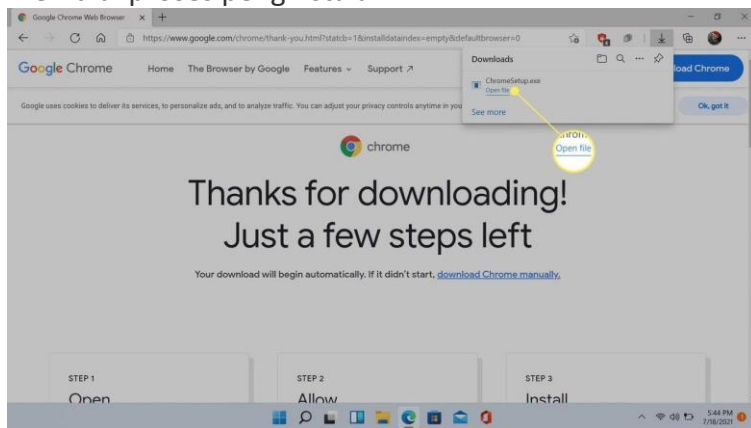 Google Chrome Web Browser
https://www.google.com/chrome/thank-you.html?statcb=1&installdataindex=empty&defaultbrowser=0
Google Chrome Home The Browser by Google Features Support
Downloads
ChromeSetup.exe
Open file
See more
Open file
load Chrome
Google uses cookies to deliver its services, to personalize ads, and to analyze traffic. You can adjust your privacy controls anytime in you
Ok, got it
chrome
Thanks for downloading!
Just a few steps left
Your download will begin automatically. If it didn't start, download Chrome manually.
STEP 1 STEP 2 STEP 3
Open Allow Install
5:44 PM
7/18/2021